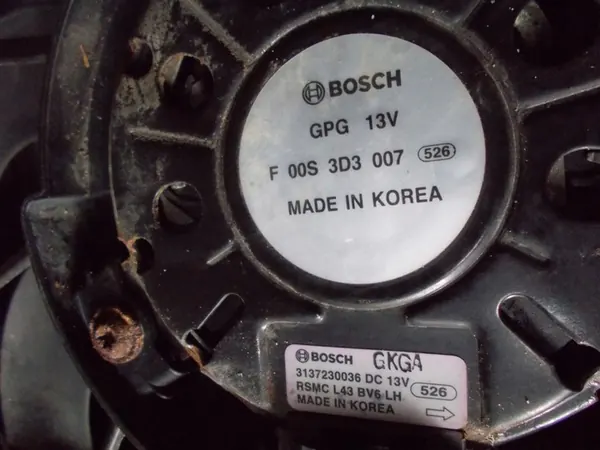 BOSCH
GPG 13V
F 00S 3D3 007 526
MADE IN KOREA
BOSCH GKGA
3137230036 DC 13V
RSMC L43 BV6 LH 526
MADE IN KOREA